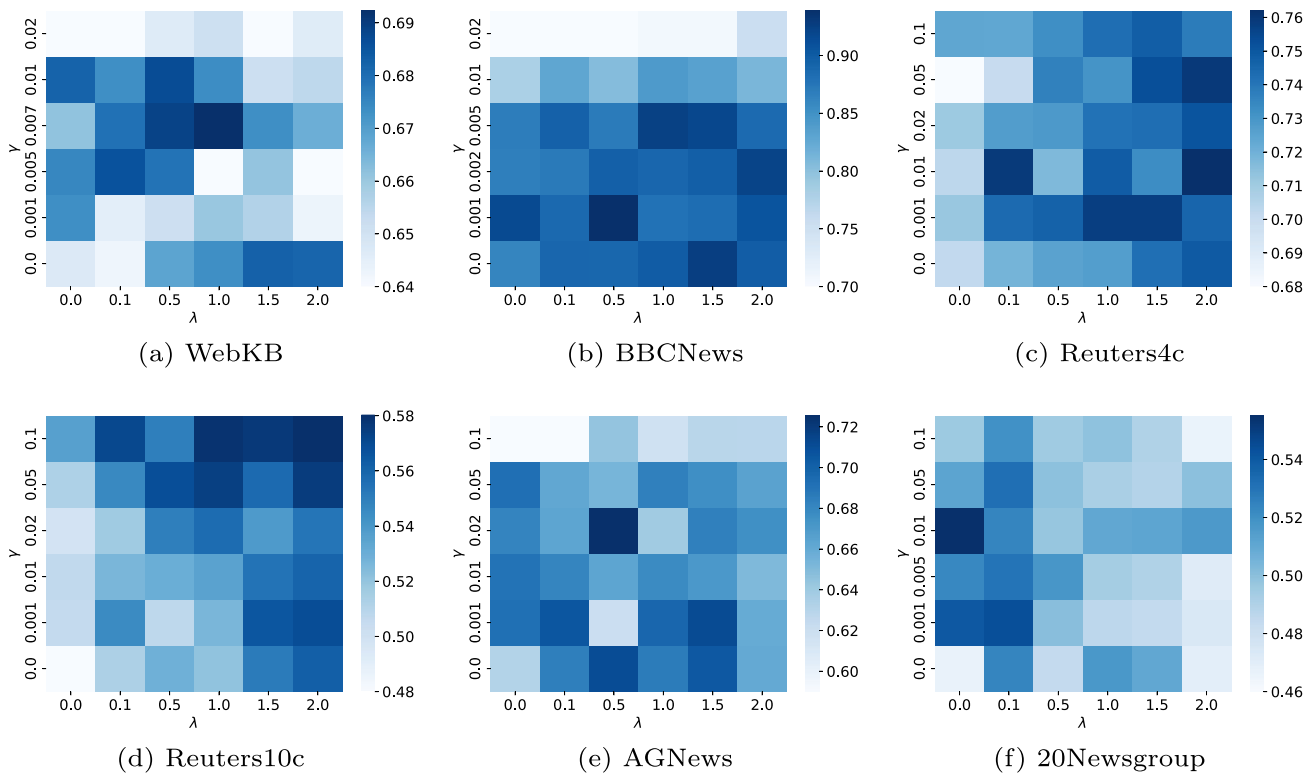 0.02 0.01 0.007 0.005 0.001 0.0
γ
0.0 0.1 0.5 1.0 1.5 2.0
λ
0.69
0.68
0.67
0.66
0.65
0.64
(a) WebKB
0.02 0.01 0.005 0.002 0.001 0.0
γ
0.0 0.1 0.5 1.0 1.5 2.0
λ
0.90
0.85
0.80
0.75
0.70
(b) BBCNews
0.1 0.05 0.02 0.01 0.001 0.0
γ
0.0 0.1 0.5 1.0 1.5 2.0
λ
0.76
0.75
0.74
0.73
0.72
0.71
0.70
0.69
0.68
(c) Reuters4c
0.1 0.05 0.02 0.01 0.001 0.0
γ
0.0 0.1 0.5 1.0 1.5 2.0
λ
0.58
0.56
0.54
0.52
0.50
0.48
(d) Reuters10c
0.1 0.05 0.02 0.01 0.001 0.0
γ
0.0 0.1 0.5 1.0 1.5 2.0
λ
0.72
0.70
0.68
0.66
0.64
0.62
0.60
(e) AGNews
0.1 0.05 0.01 0.005 0.001 0.0
γ
0.0 0.1 0.5 1.0 1.5 2.0
λ
0.54
0.52
0.50
0.48
0.46
(f) 20Newsgroup